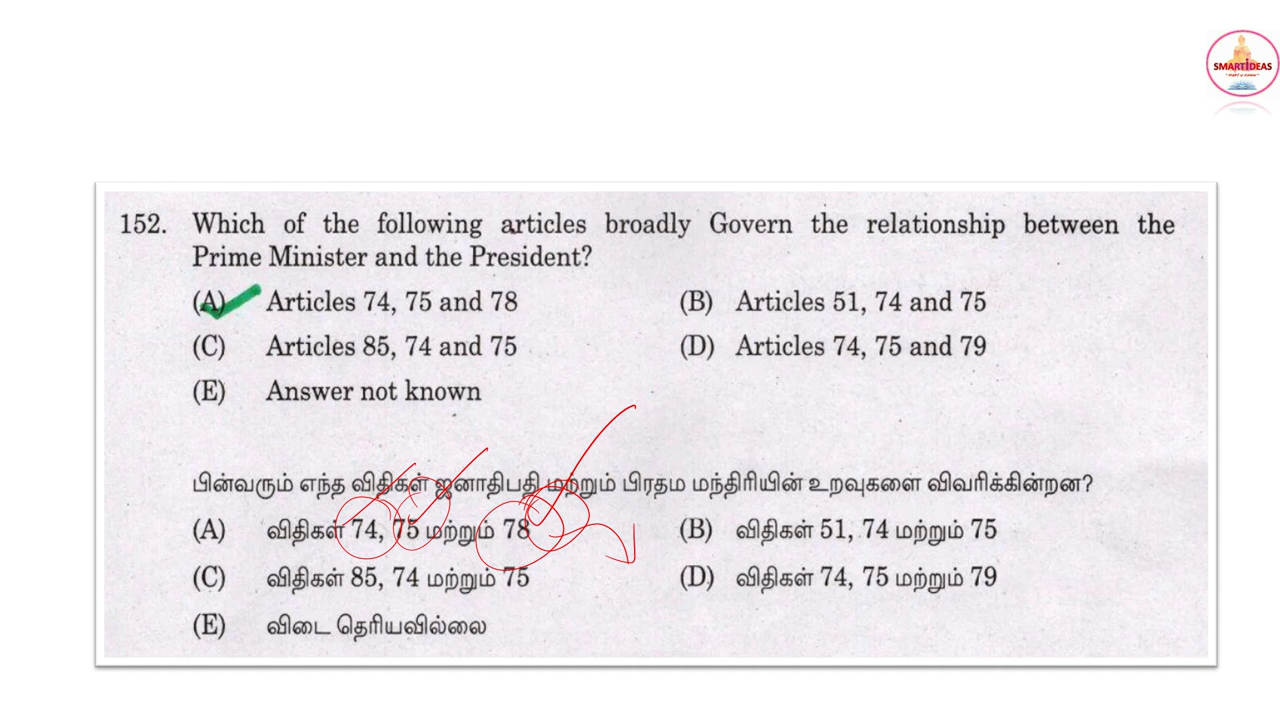 SMARTIDEAS
152. Which of the following articles broadly Govern the relationship between the
Prime Minister and the President?
(A) Articles 74, 75 and 78 (B) Articles 51, 74 and 75
(C) Articles 85, 74 and 75 (D) Articles 74, 75 and 79
(E) Answer not known
பின்வரும் எந்த விதிகள் ஜனாதிபதி மற்றும் பிரதம மந்திரியின் உறவுகளை விவரிக்கின்றன?
(A) விதிகள் 74, 75 மற்றும் 78 (B) விதிகள் 51, 74 மற்றும் 75
(C) விதிகள் 85, 74 மற்றும் 75 (D) விதிகள் 74, 75 மற்றும் 79
(E) விடை தெரியவில்லை